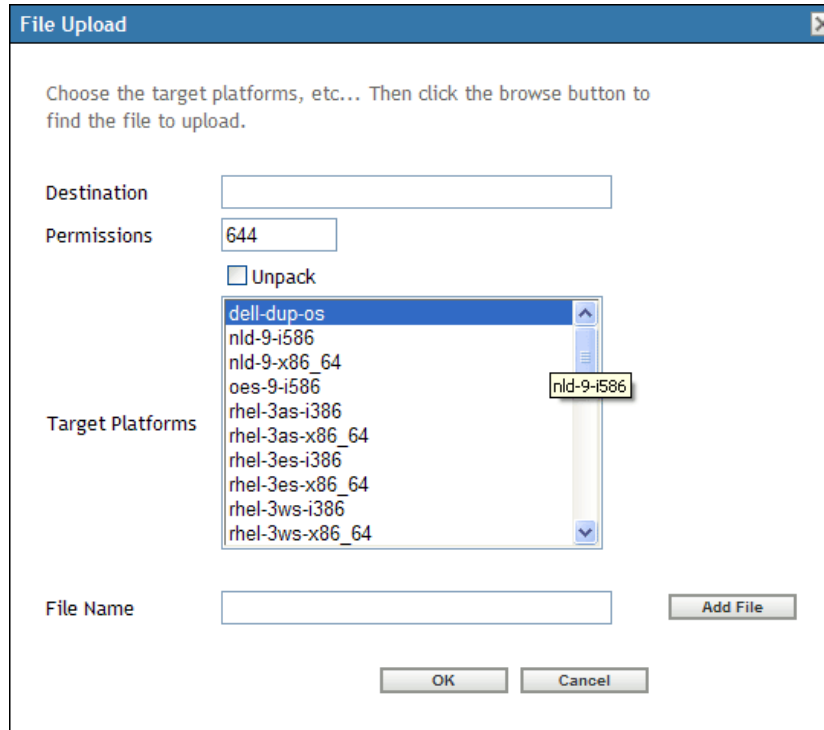 File Upload
Choose the target platforms, etc... Then click the browse button to
find the file to upload.
Destination
Permissions 644
Unpack
Target Platforms
dell-dup-os
nld-9-i586
nld-9-x86_64
oes-9-i586
nld-9-i586
rhel-3as-i386
rhel-3as-x86_64
rhel-3es-i386
rhel-3es-x86_64
rhel-3ws-i386
rhel-3ws-x86_64
File Name Add File
OK Cancel